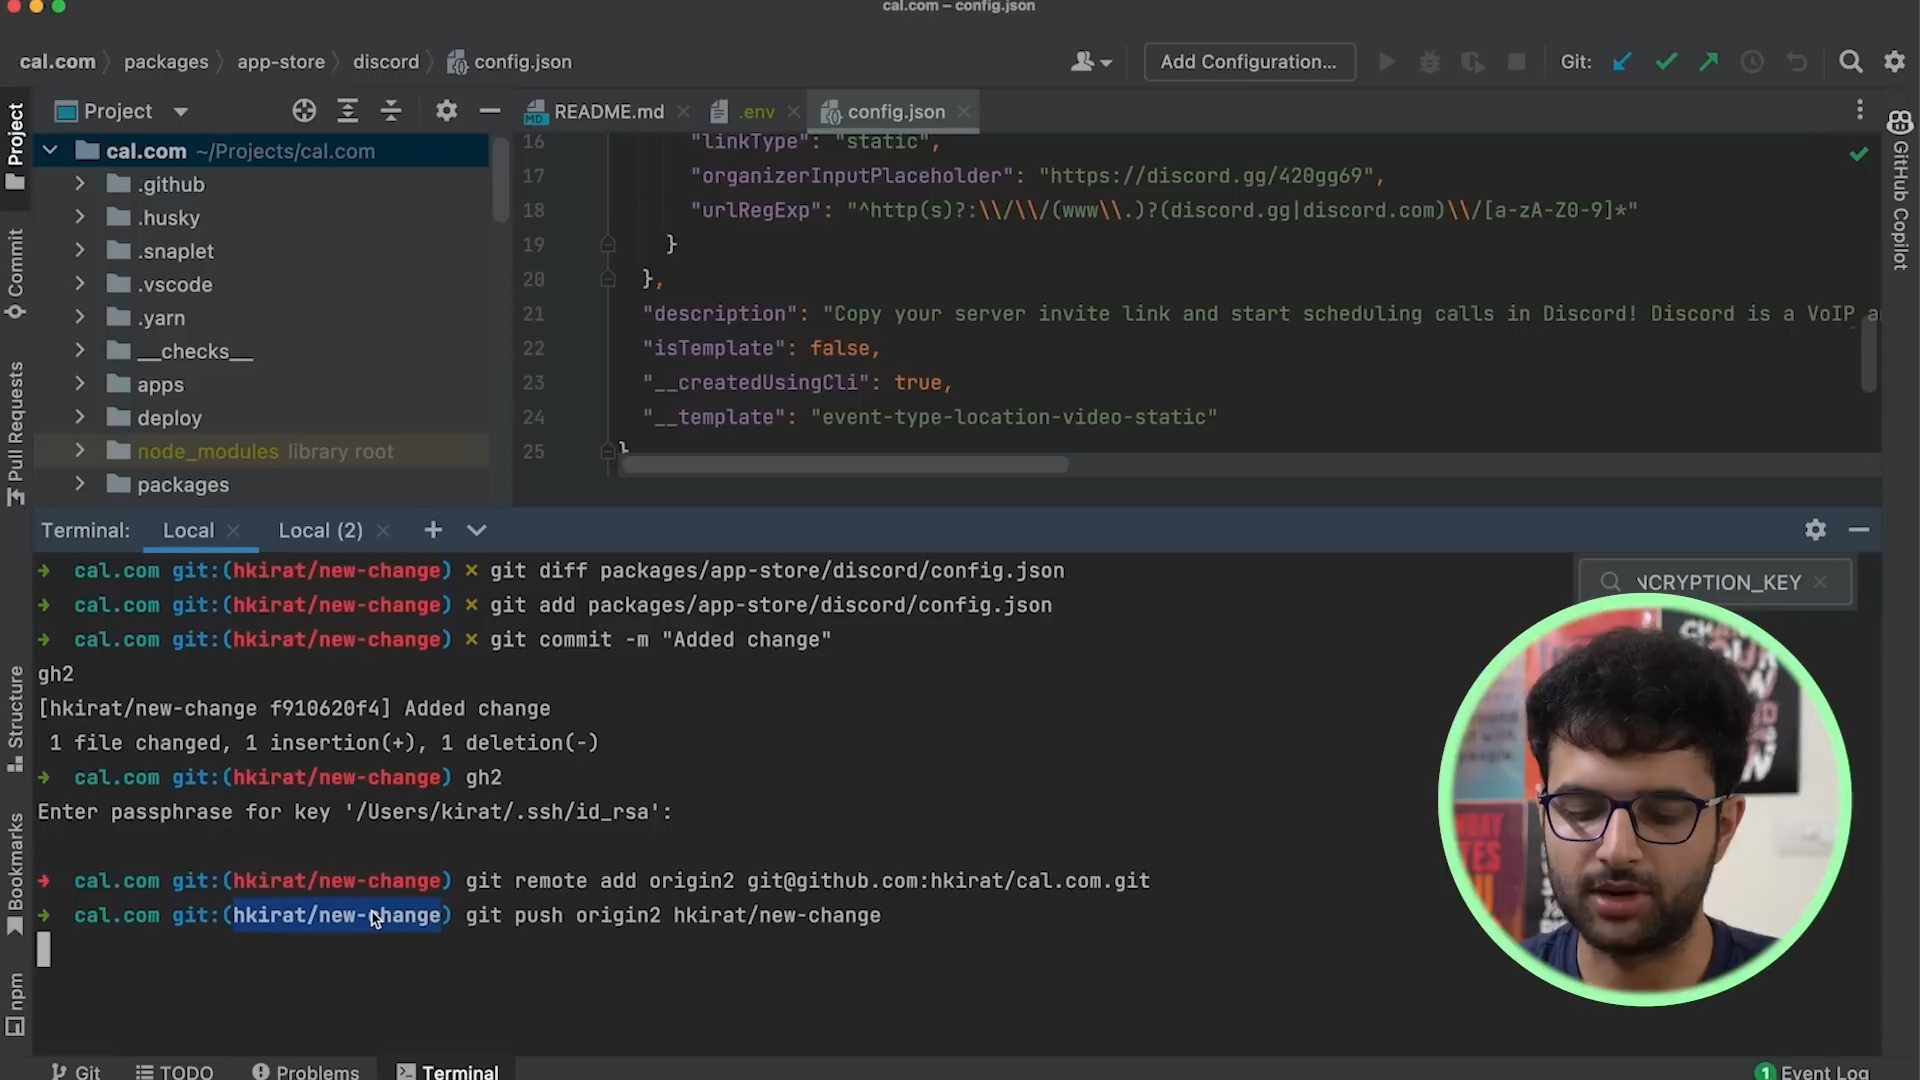 cal.com – config.json
cal.com packages app-store discord config.json Add Configuration... Git:
Project README.md .env config.json
cal.com ~/Projects/cal.com
.github
.husky
.snaplet
.vscode
.yarn
__checks__
apps
deploy
node_modules library root
packages
16 "linkType": "static",
17 "organizerInputPlaceholder": "https://discord.gg/420gg69",
18 "urlRegExp": "^http(s)?:\\/\\/(www\\.)?(discord.gg|discord.com)\\/[a-zA-Z0-9]*"
19 }
20 },
21 "description": "Copy your server invite link and start scheduling calls in Discord! Discord is a VoIP
22 "isTemplate": false,
23 "__createdUsingCli": true,
24 "__template": "event-type-location-video-static"
25 }
Project
Commit
Pull Requests
Structure
Bookmarks
npm
GitHub Copilot
Terminal: Local Local (2)
NCRYPTION_KEY
cal.com git:(hkirat/new-change) × git diff packages/app-store/discord/config.json
cal.com git:(hkirat/new-change) × git add packages/app-store/discord/config.json
cal.com git:(hkirat/new-change) × git commit -m "Added change"
gh2
[hkirat/new-change f910620f4] Added change
1 file changed, 1 insertion(+), 1 deletion(-)
cal.com git:(hkirat/new-change) gh2
Enter passphrase for key '/Users/kirat/.ssh/id_rsa':
cal.com git:(hkirat/new-change) git remote add origin2 git@github.com:hkirat/cal.com.git
cal.com git:(hkirat/new-change) git push origin2 hkirat/new-change
Git TODO Problems Terminal 1 Event Log